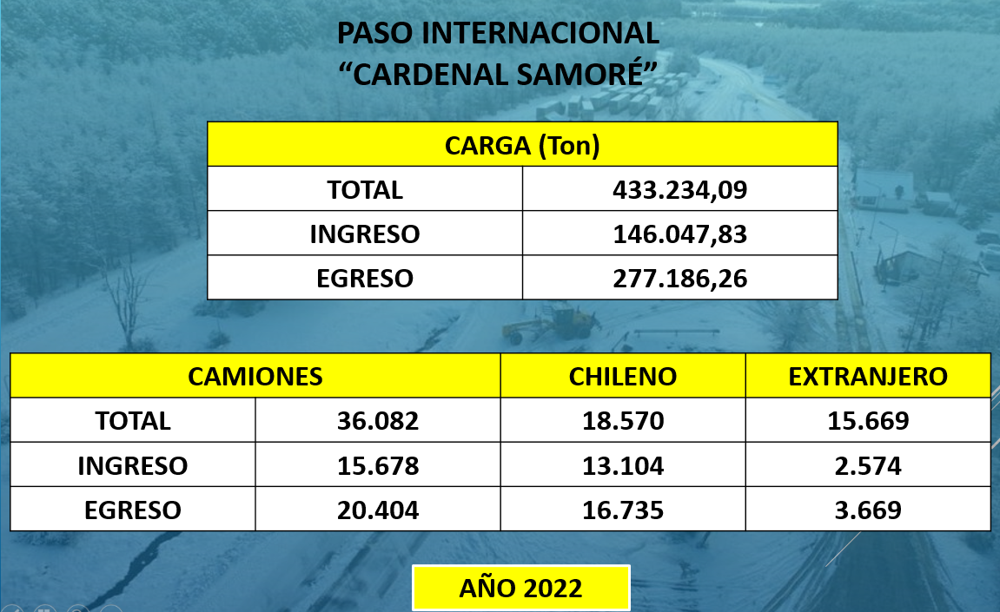 PASO INTERNACIONAL
“CARDENAL SAMORÉ”
CARGA (Ton)
TOTAL 433.234,09
INGRESO 146.047,83
EGRESO 277.186,26
CAMIONES CHILENO EXTRANJERO
TOTAL 36.082 18.570 15.669
INGRESO 15.678 13.104 2.574
EGRESO 20.404 16.735 3.669
AÑO 2022